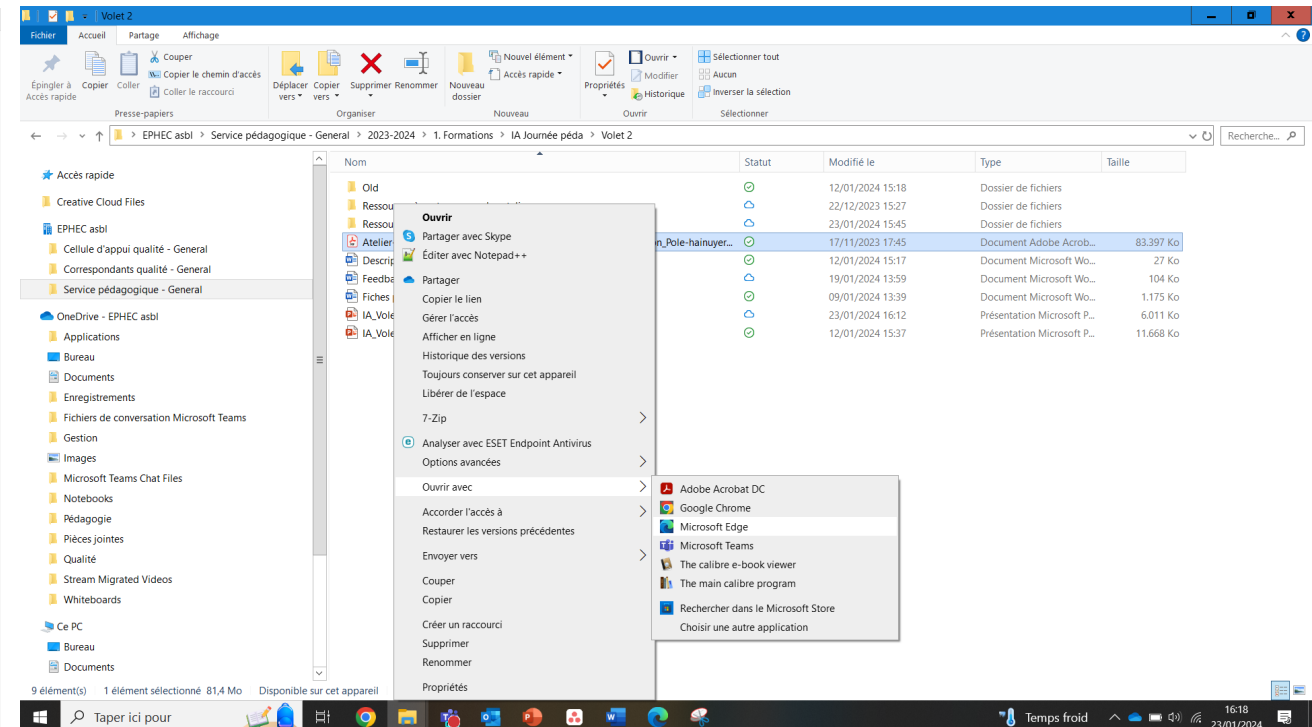 Volet 2
Fichier Accueil Partage Affichage
Épingler à Accès rapide
Copier
Coller
Couper
Copier le chemin d'accès
Coller le raccourci
Déplacer vers
Copier vers
Supprimer
Renommer
Nouveau dossier
Nouvel élément
Accès rapide
Propriétés
Ouvrir
Modifier
Historique
Sélectionner tout
Aucun
Inverser la sélection
Presse-papiers Organiser Nouveau Ouvrir Sélectionner
EPHEC asbl > Service pédagogique - General > 2023-2024 > 1. Formations > IA Journée péda > Volet 2
Recherche...
Nom Statut Modifié le Type Taille
Accès rapide
Creative Cloud Files
EPHEC asbl
Cellule d'appui qualité - General
Correspondants qualité - General
Service pédagogique - General
OneDrive - EPHEC asbl
Applications
Bureau
Documents
Enregistrements
Fichiers de conversation Microsoft Teams
Gestion
Images
Microsoft Teams Chat Files
Notebooks
Pédagogie
Pièces jointes
Qualité
Stream Migrated Videos
Whiteboards
Ce PC
Bureau
Documents
Old 12/01/2024 15:18 Dossier de fichiers
Ressou 22/12/2023 15:27 Dossier de fichiers
Ressou 23/01/2024 15:45 Dossier de fichiers
Atelier n_Pole-hainuyer... 17/11/2023 17:45 Document Adobe Acrob... 83.397 Ko
Descrip 12/01/2024 15:17 Document Microsoft Wo... 27 Ko
Feedba 19/01/2024 13:59 Document Microsoft Wo... 104 Ko
Fiches 09/01/2024 13:39 Document Microsoft Wo... 1.175 Ko
IA_Vole 23/01/2024 16:12 Présentation Microsoft P... 6.011 Ko
IA_Vole 12/01/2024 15:37 Présentation Microsoft P... 11.668 Ko
Ouvrir
Partager avec Skype
Éditer avec Notepad++
Partager
Copier le lien
Gérer l'accès
Afficher en ligne
Historique des versions
Toujours conserver sur cet appareil
Libérer de l'espace
7-Zip
Analyser avec ESET Endpoint Antivirus
Options avancées
Ouvrir avec
Accorder l'accès à
Restaurer les versions précédentes
Envoyer vers
Couper
Copier
Créer un raccourci
Supprimer
Renommer
Propriétés
Adobe Acrobat DC
Google Chrome
Microsoft Edge
Microsoft Teams
The calibre e-book viewer
The main calibre program
Rechercher dans le Microsoft Store
Choisir une autre application
9 élément(s) 1 élément sélectionné 81,4 Mo Disponible sur cet appareil
Taper ici pour
Temps froid
16:18
23/01/2024